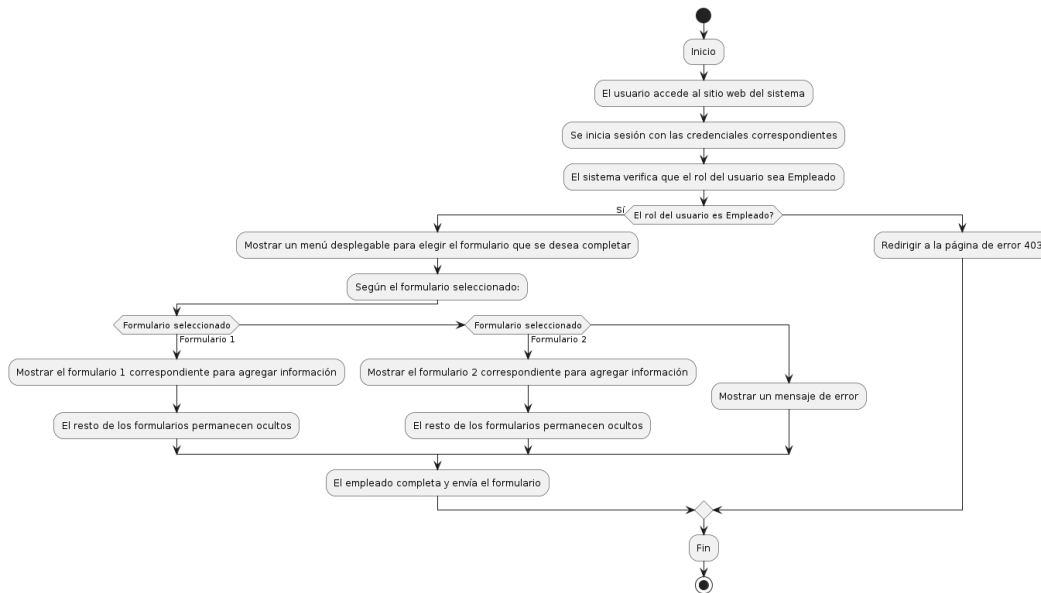 Inicio
El usuario accede al sitio web del sistema
Se inicia sesión con las credenciales correspondientes
El sistema verifica que el rol del usuario sea Empleado
Sí
El rol del usuario es Empleado?
Mostrar un menú desplegable para elegir el formulario que se desea completar
Redirigir a la página de error 403
Según el formulario seleccionado:
Formulario seleccionado
Formulario 1
Formulario seleccionado
Formulario 2
Mostrar el formulario 1 correspondiente para agregar información
Mostrar el formulario 2 correspondiente para agregar información
Mostrar un mensaje de error
El resto de los formularios permanecen ocultos
El resto de los formularios permanecen ocultos
El empleado completa y envía el formulario
Fin